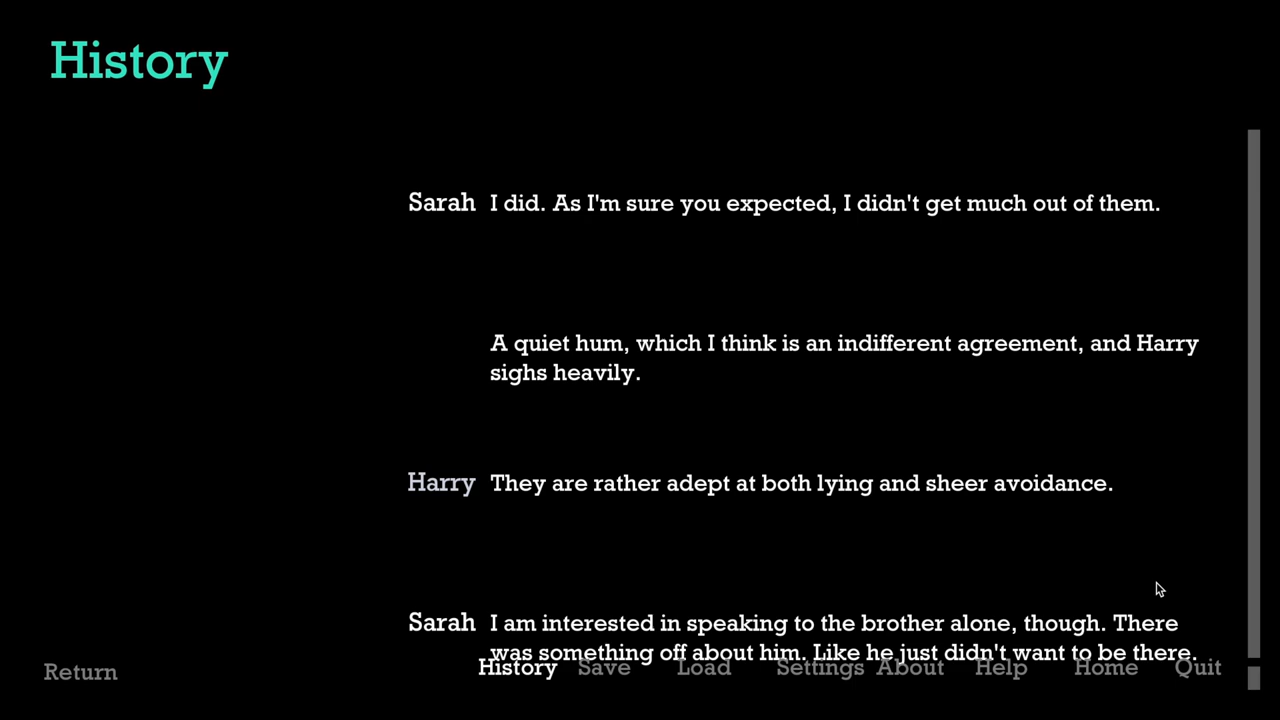 History
Sarah I did. As I'm sure you expected, I didn't get much out of them.
A quiet hum, which I think is an indifferent agreement, and Harry
sighs heavily.
Harry They are rather adept at both lying and sheer avoidance.
Sarah I am interested in speaking to the brother alone, though. There
was something off about him. Like he just didn't want to be there.
Return History Save Load Settings About Help Home Quit